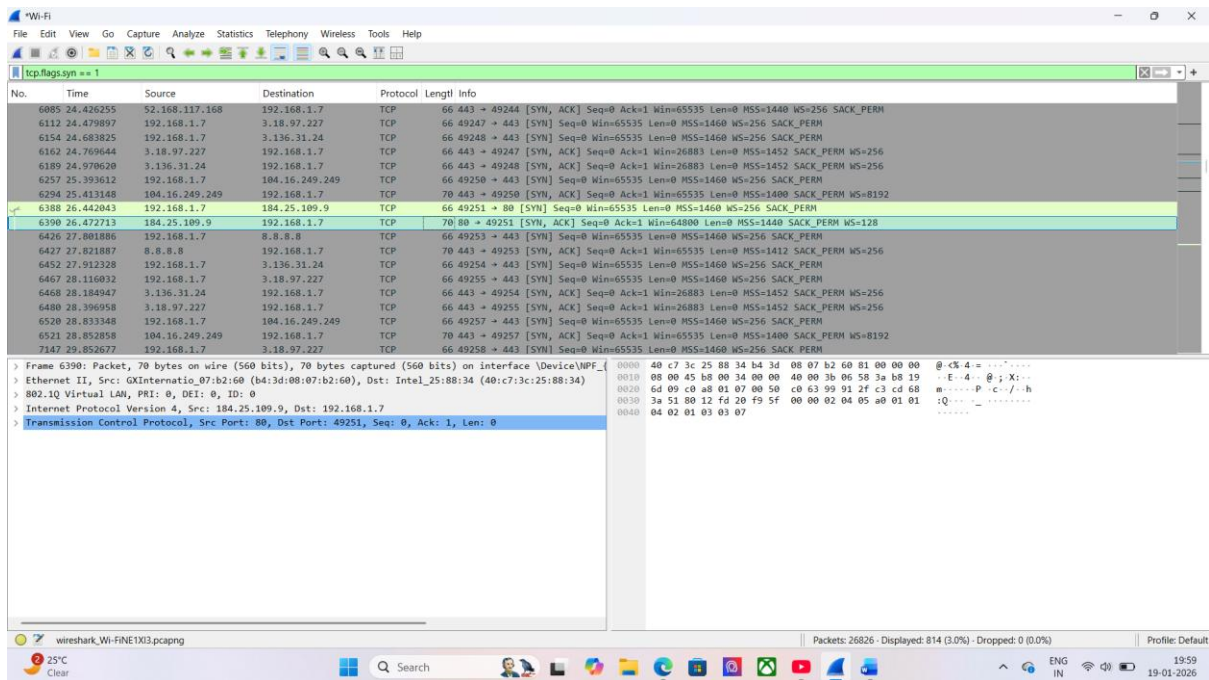 *Wi-Fi
File Edit View Go Capture Analyze Statistics Telephony Wireless Tools Help
tcp.flags.syn == 1
No. Time Source Destination Protocol Lengtl Info
6085 24.426255 52.168.117.168 192.168.1.7 TCP 66 443 → 49244 [SYN, ACK] Seq=0 Ack=1 Win=65535 Len=0 MSS=1440 WS=256 SACK_PERM
6112 24.479897 192.168.1.7 3.18.97.227 TCP 66 49247 → 443 [SYN] Seq=0 Win=65535 Len=0 MSS=1460 WS=256 SACK_PERM
6154 24.683825 192.168.1.7 3.136.31.24 TCP 66 49248 → 443 [SYN] Seq=0 Win=65535 Len=0 MSS=1460 WS=256 SACK_PERM
6162 24.769644 3.18.97.227 192.168.1.7 TCP 66 443 → 49247 [SYN, ACK] Seq=0 Ack=1 Win=26883 Len=0 MSS=1452 SACK_PERM WS=256
6189 24.970620 3.136.31.24 192.168.1.7 TCP 66 443 → 49248 [SYN, ACK] Seq=0 Ack=1 Win=26883 Len=0 MSS=1452 SACK_PERM WS=256
6257 25.393612 192.168.1.7 104.16.249.249 TCP 66 49250 → 443 [SYN] Seq=0 Win=65535 Len=0 MSS=1460 WS=256 SACK_PERM
6294 25.413148 104.16.249.249 192.168.1.7 TCP 70 443 → 49250 [SYN, ACK] Seq=0 Ack=1 Win=65535 Len=0 MSS=1400 SACK_PERM WS=8192
6388 26.442043 192.168.1.7 184.25.109.9 TCP 66 49251 → 80 [SYN] Seq=0 Win=65535 Len=0 MSS=1460 WS=256 SACK_PERM
6390 26.472713 184.25.109.9 192.168.1.7 TCP 70 80 → 49251 [SYN, ACK] Seq=0 Ack=1 Win=64800 Len=0 MSS=1440 SACK_PERM WS=128
6426 27.801886 192.168.1.7 8.8.8.8 TCP 66 49253 → 443 [SYN] Seq=0 Win=65535 Len=0 MSS=1460 WS=256 SACK_PERM
6427 27.821887 8.8.8.8 192.168.1.7 TCP 70 443 → 49253 [SYN, ACK] Seq=0 Ack=1 Win=65535 Len=0 MSS=1412 SACK_PERM WS=256
6452 27.912328 192.168.1.7 3.136.31.24 TCP 66 49254 → 443 [SYN] Seq=0 Win=65535 Len=0 MSS=1460 WS=256 SACK_PERM
6467 28.116032 192.168.1.7 3.18.97.227 TCP 66 49255 → 443 [SYN] Seq=0 Win=65535 Len=0 MSS=1460 WS=256 SACK_PERM
6468 28.184947 3.136.31.24 192.168.1.7 TCP 66 443 → 49254 [SYN, ACK] Seq=0 Ack=1 Win=26883 Len=0 MSS=1452 SACK_PERM WS=256
6480 28.396958 3.18.97.227 192.168.1.7 TCP 66 443 → 49255 [SYN, ACK] Seq=0 Ack=1 Win=26883 Len=0 MSS=1452 SACK_PERM WS=256
6520 28.833348 192.168.1.7 104.16.249.249 TCP 66 49257 → 443 [SYN] Seq=0 Win=65535 Len=0 MSS=1460 WS=256 SACK_PERM
6521 28.852858 104.16.249.249 192.168.1.7 TCP 70 443 → 49257 [SYN, ACK] Seq=0 Ack=1 Win=65535 Len=0 MSS=1400 SACK_PERM WS=8192
7147 29.852677 192.168.1.7 3.18.97.227 TCP 66 49258 → 443 [SYN] Seq=0 Win=65535 Len=0 MSS=1460 WS=256 SACK_PERM
> Frame 6390: Packet, 70 bytes on wire (560 bits), 70 bytes captured (560 bits) on interface \Device\NPF_{
> Ethernet II, Src: GXInternatio_07:b2:60 (b4:3d:08:07:b2:60), Dst: Intel_25:88:34 (40:c7:3c:25:88:34)
> 802.1Q Virtual LAN, PRI: 0, DEI: 0, ID: 0
> Internet Protocol Version 4, Src: 184.25.109.9, Dst: 192.168.1.7
> Transmission Control Protocol, Src Port: 80, Dst Port: 49251, Seq: 0, Ack: 1, Len: 0
0000 40 c7 3c 25 88 34 b4 3d 08 07 b2 60 81 00 00 00 @·<%·4·= ···`····
0010 08 00 45 b8 00 34 00 00 40 00 3b 06 58 3a b8 19 ··E··4·· @·;·X:··
0020 6d 09 c0 a8 01 07 00 50 c0 63 99 91 2f c3 cd 68 m······P ·c··/··h
0030 3a 51 80 12 fd 20 f9 5f 00 00 02 04 05 a0 01 01 :Q··· ·_ ········
0040 04 02 01 03 03 07 ······
wireshark_Wi-FiNE1XI3.pcapng Packets: 26826 · Displayed: 814 (3.0%) · Dropped: 0 (0.0%) Profile: Default
2 25°C
Clear
Search
ENG
IN
19:59
19-01-2026